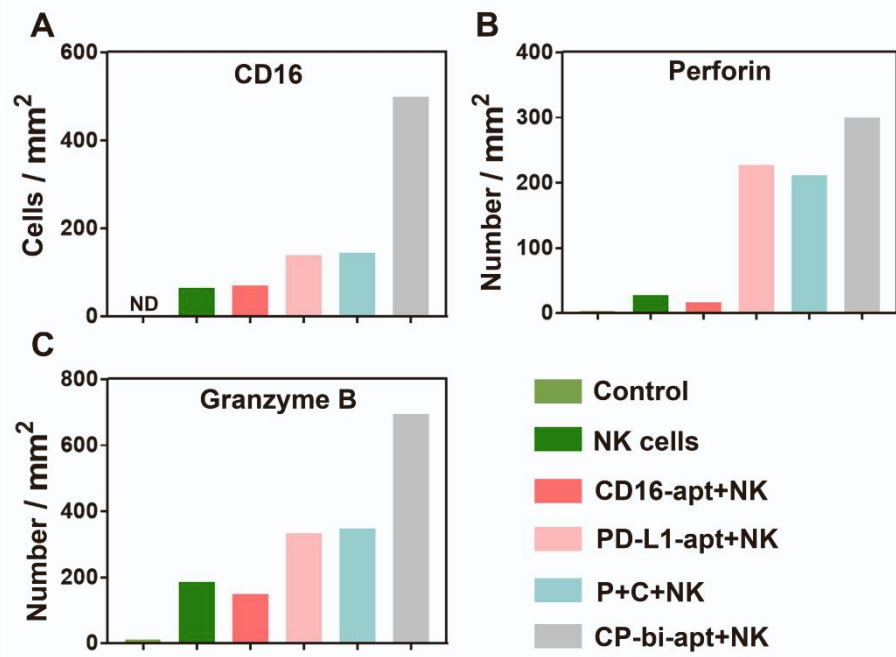 A
CD16
Cells / mm²
600
400
200
0
ND
B
Perforin
Number / mm²
400
300
200
100
0
C
Granzyme B
Number / mm²
800
600
400
200
0
Control
NK cells
CD16-apt+NK
PD-L1-apt+NK
P+C+NK
CP-bi-apt+NK